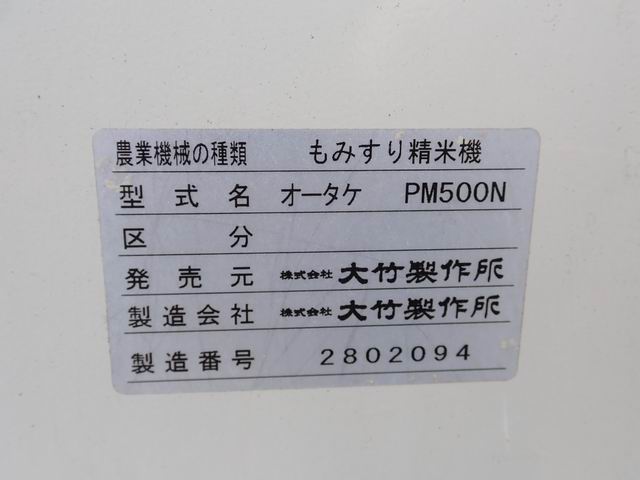 農業機械の種類 もみすり精米機
型式名 オータケ PM500N
区分
発売元 株式会社 大竹製作所
製造会社 株式会社 大竹製作所
製造番号 2802094